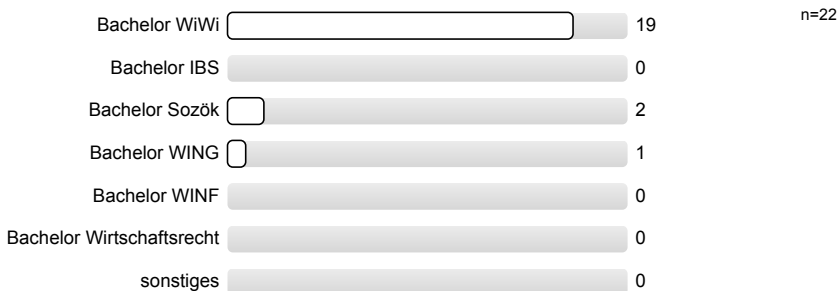 Bachelor WiWi 19 n=22
Bachelor IBS 0
Bachelor Sozök 2
Bachelor WING 1
Bachelor WINF 0
Bachelor Wirtschaftsrecht 0
sonstiges 0